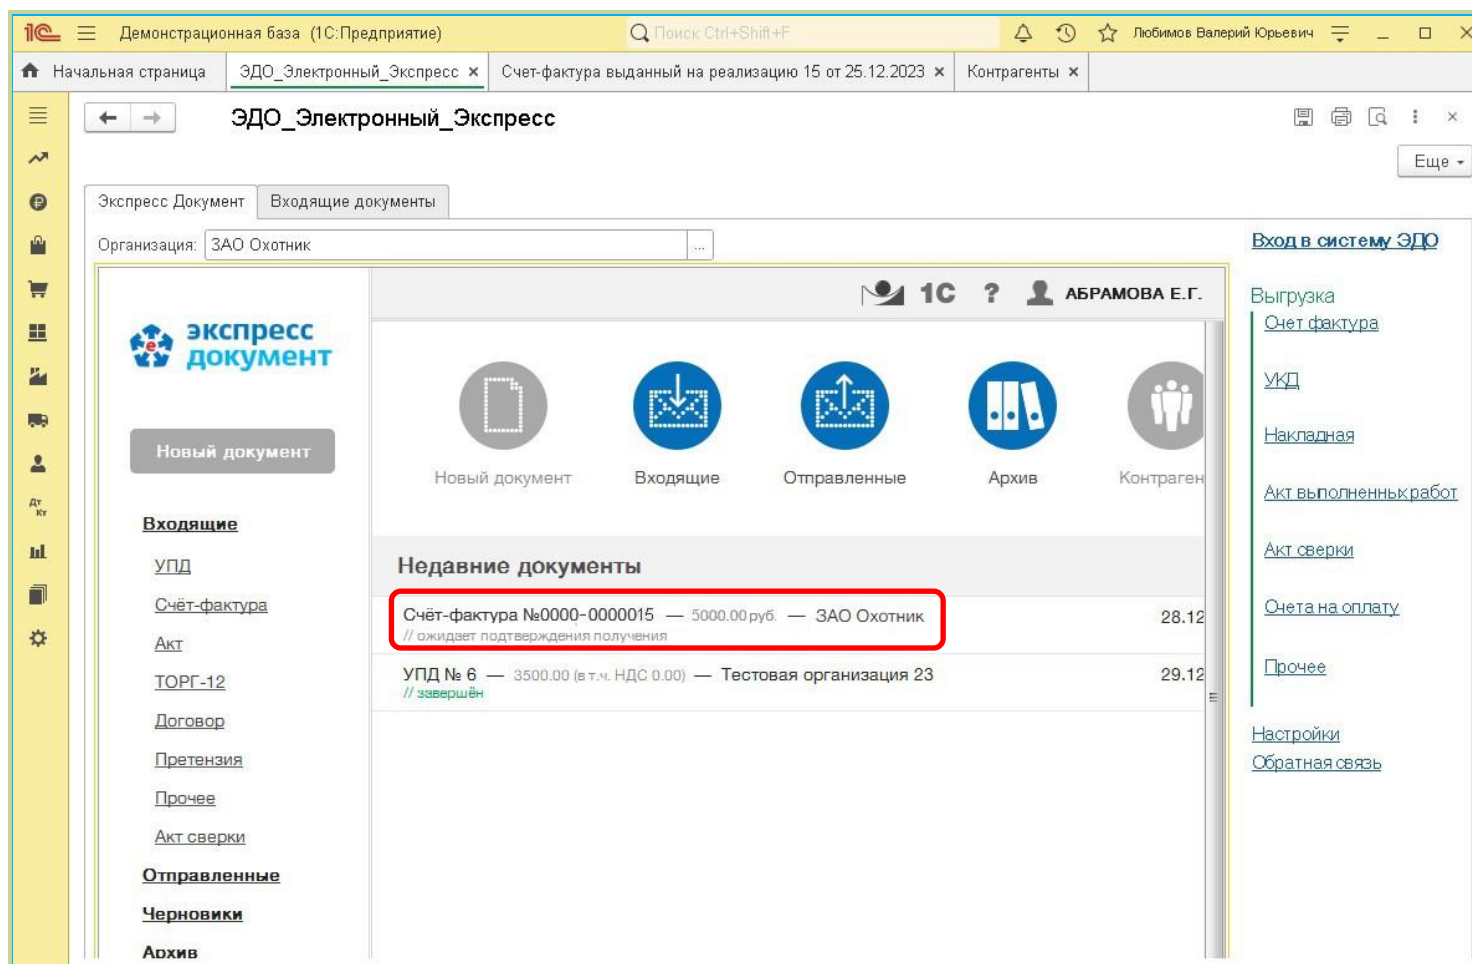 1С Демонстрационная база (1С:Предприятие) Поиск Ctrl+Shift+F Любимов Валерий Юрьевич
Начальная страница ЭДО_Электронный_Экспресс × Счет-фактура выданный на реализацию 15 от 25.12.2023 × Контрагенты ×
ЭДО_Электронный_Экспресс
Еще
Экспресс Документ Входящие документы
Организация: ЗАО Охотник ...
Вход в систему ЭДО
1С ? АБРАМОВА Е.Г.
экспресс
документ
Новый документ
Новый документ Входящие Отправленные Архив Контраген
Входящие
УПД
Счёт-фактура
Акт
ТОРГ-12
Договор
Претензия
Прочее
Акт сверки
Отправленные
Черновики
Архив
Недавние документы
Счёт-фактура №0000-0000015 — 5000.00 руб. — ЗАО Охотник 28.12
// ожидает подтверждения получения
УПД № 6 — 3500.00 (в т.ч. НДС 0.00) — Тестовая организация 23 29.12
// завершён
Выгрузка
Счет фактура
УКД
Накладная
Акт выполненных работ
Акт сверки
Счета на оплату
Прочее
Настройки
Обратная связь
Дт
Кт